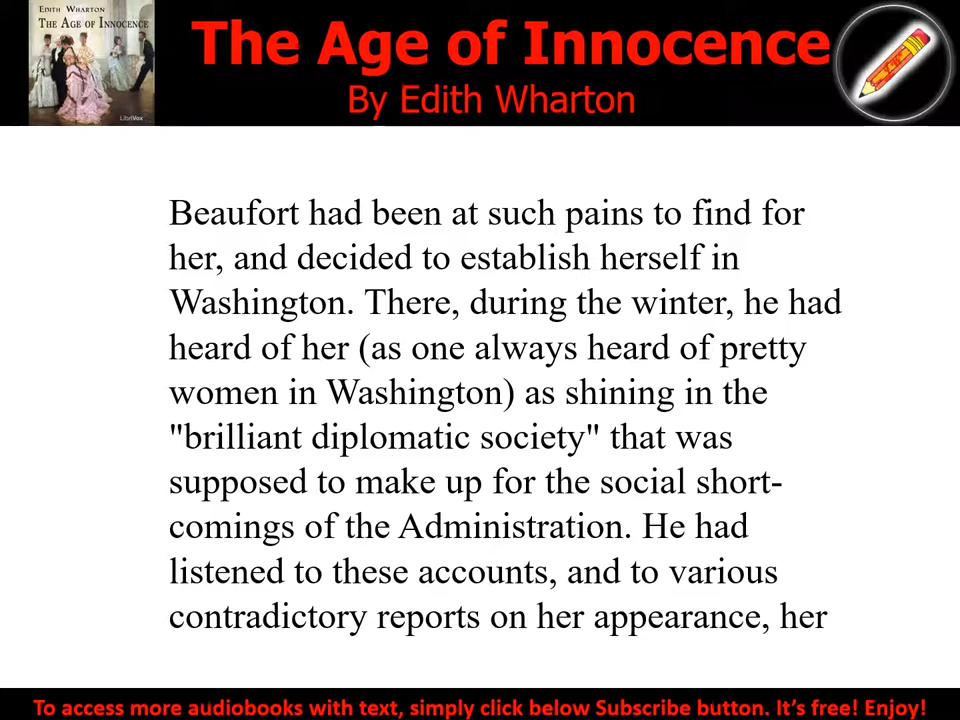 EDITH WHARTON
THE AGE OF INNOCENCE
LibriVox
The Age of Innocence
By Edith Wharton
Beaufort had been at such pains to find for
her, and decided to establish herself in
Washington. There, during the winter, he had
heard of her (as one always heard of pretty
women in Washington) as shining in the
"brilliant diplomatic society" that was
supposed to make up for the social short-
comings of the Administration. He had
listened to these accounts, and to various
contradictory reports on her appearance, her
To access more audiobooks with text, simply click below Subscribe button. It’s free! Enjoy!